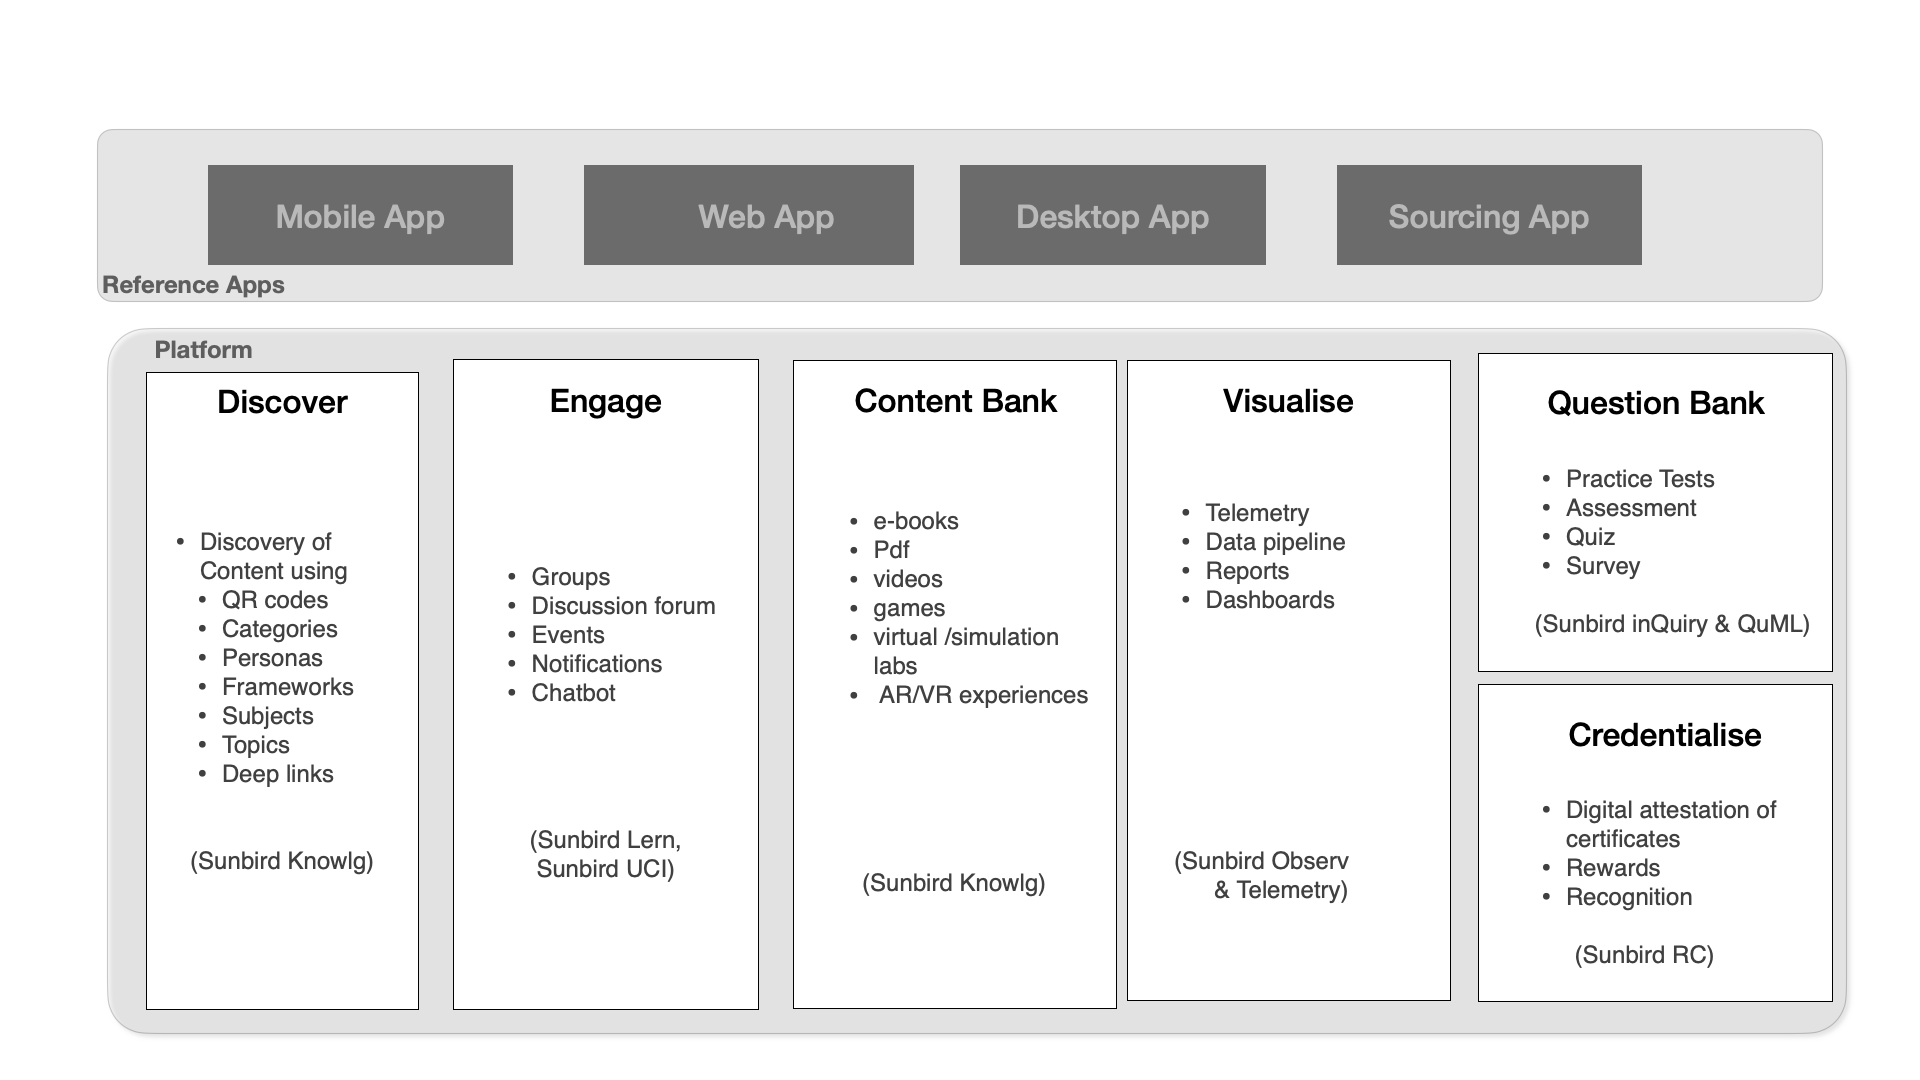 Mobile App
Web App
Desktop App
Sourcing App
Reference Apps
Platform
Discover
• Discovery of
Content using
• QR codes
• Categories
• Personas
• Frameworks
• Subjects
• Topics
• Deep links
(Sunbird Knowlg)
Engage
• Groups
• Discussion forum
• Events
• Notifications
• Chatbot
(Sunbird Lern,
Sunbird UCI)
Content Bank
• e-books
• Pdf
• videos
• games
• virtual /simulation
labs
• AR/VR experiences
(Sunbird Knowlg)
Visualise
• Telemetry
• Data pipeline
• Reports
• Dashboards
(Sunbird Observ
& Telemetry)
Question Bank
• Practice Tests
• Assessment
• Quiz
• Survey
(Sunbird inQuiry & QuML)
Credentialise
• Digital attestation of
certificates
• Rewards
• Recognition
(Sunbird RC)